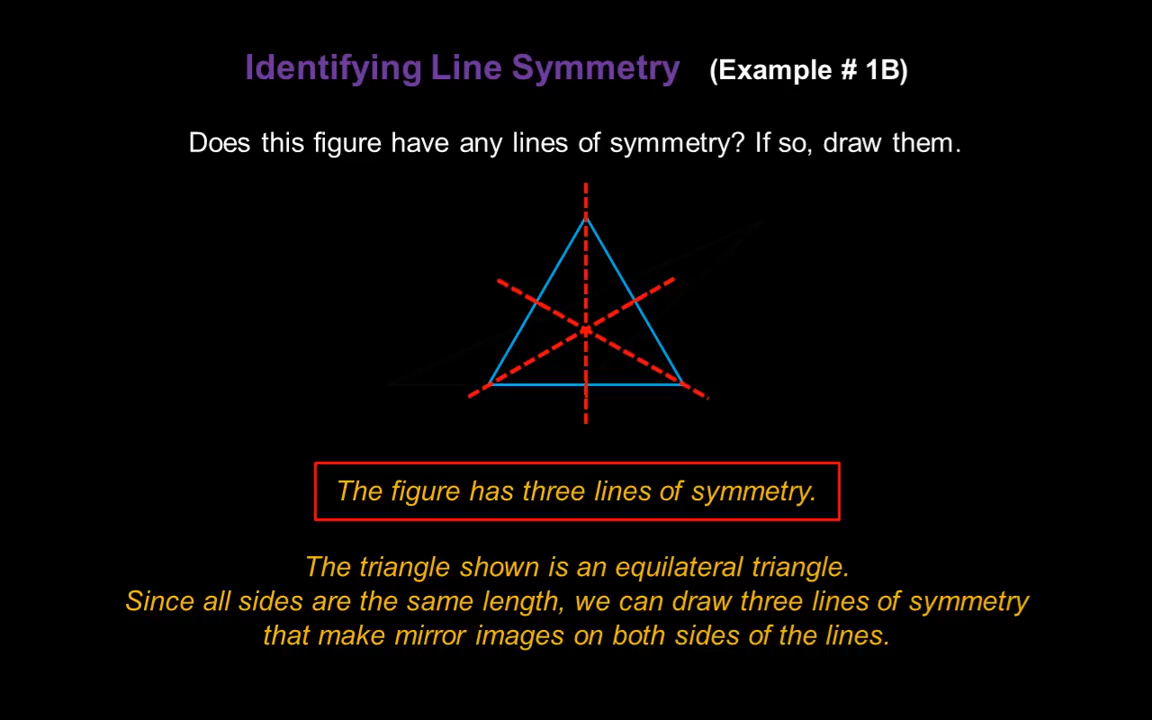 Identifying Line Symmetry (Example # 1B)
Does this figure have any lines of symmetry? If so, draw them.
The figure has three lines of symmetry.
The triangle shown is an equilateral triangle.
Since all sides are the same length, we can draw three lines of symmetry
that make mirror images on both sides of the lines.